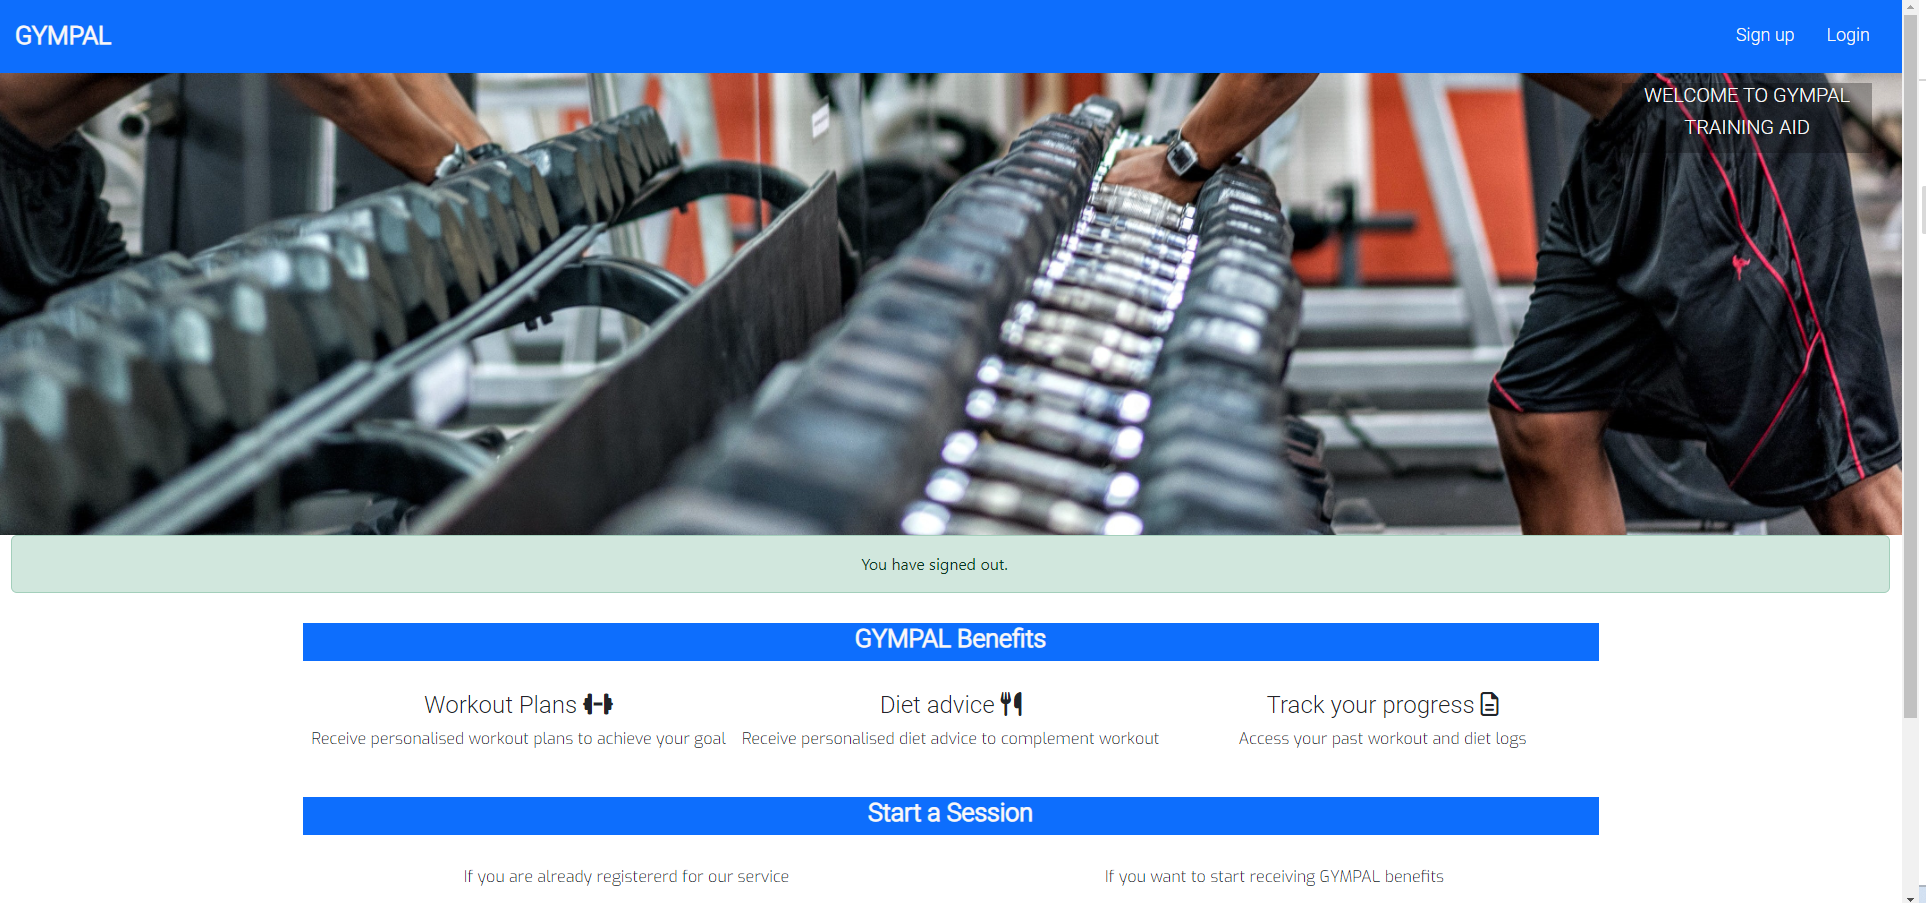 GYMPAL
Sign up Login
WELCOME TO GYMPAL
TRAINING AID
You have signed out.
GYMPAL Benefits
Workout Plans Diet advice Track your progress
Receive personalised workout plans to achieve your goal Receive personalised diet advice to complement workout Access your past workout and diet logs
Start a Session
If you are already registererd for our service If you want to start receiving GYMPAL benefits